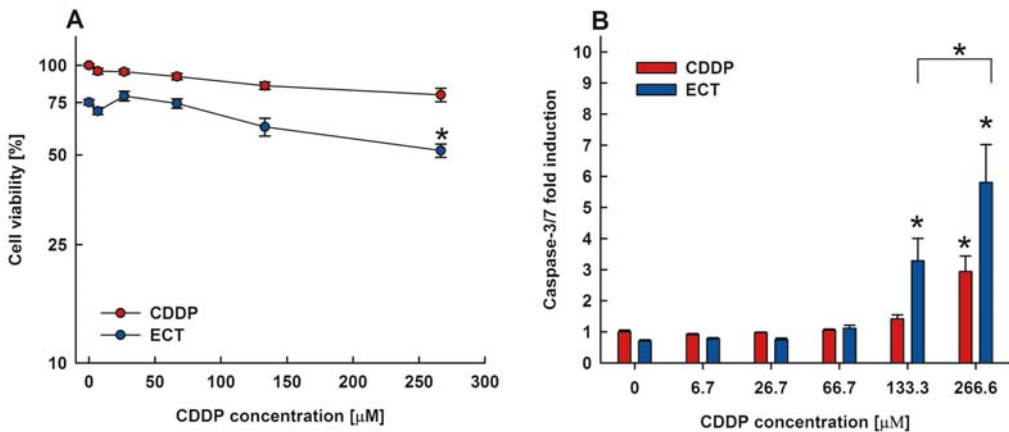 A
100
75
50
25
10
Cell viability [%]
CDDP
ECT
*
0 50 100 150 200 250 300
CDDP concentration [μM]
B
10
9
8
7
6
5
4
3
2
1
0
Caspase-3/7 fold induction
CDDP
ECT
*
*
*
*
0 6.7 26.7 66.7 133.3 266.6
CDDP concentration [μM]